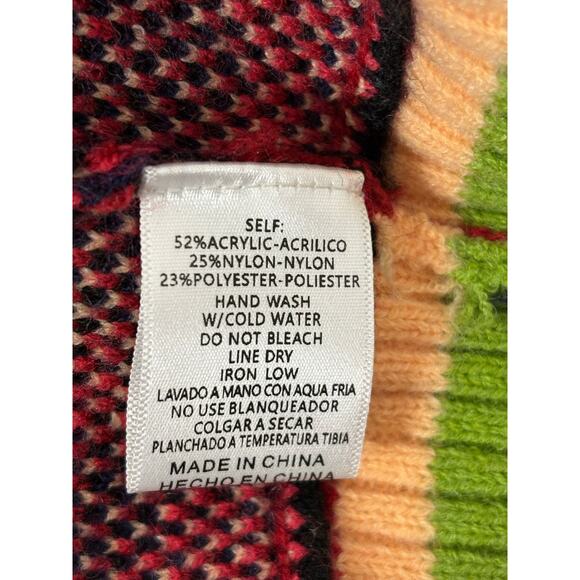 SELF:
52%ACRYLIC-ACRILICO
25%NYLON-NYLON
23%POLYESTER-POLIESTER
HAND WASH
W/COLD WATER
DO NOT BLEACH
LINE DRY
IRON LOW
LAVADO A MANO CON AQUA FRIA
NO USE BLANQUEADOR
COLGAR A SECAR
PLANCHADO A TEMPERATURA TIBIA
MADE IN CHINA
HECHO EN CHINA